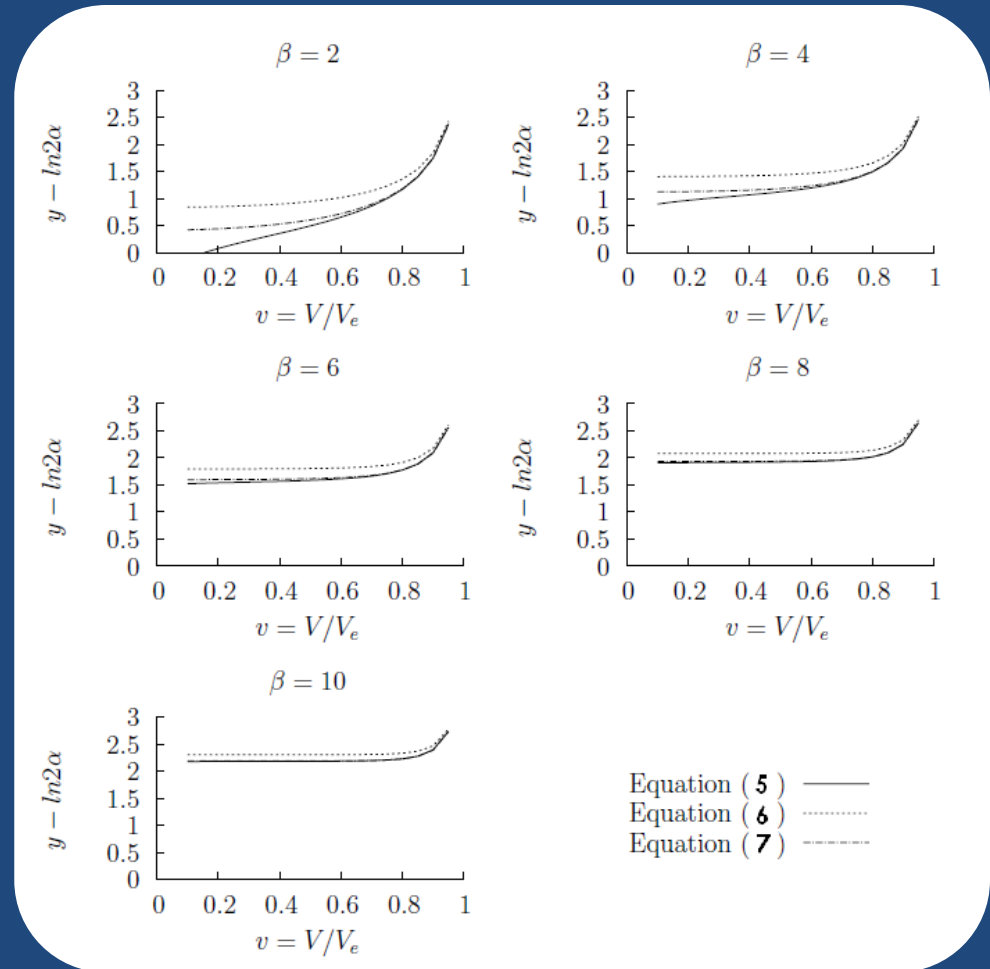 β = 2
y − ln2α
3
2.5
2
1.5
1
0.5
0
0 0.2 0.4 0.6 0.8 1
v = V/Vₑ
β = 4
y − ln2α
3
2.5
2
1.5
1
0.5
0
0 0.2 0.4 0.6 0.8 1
v = V/Vₑ
β = 6
y − ln2α
3
2.5
2
1.5
1
0.5
0
0 0.2 0.4 0.6 0.8 1
v = V/Vₑ
β = 8
y − ln2α
3
2.5
2
1.5
1
0.5
0
0 0.2 0.4 0.6 0.8 1
v = V/Vₑ
β = 10
y − ln2α
3
2.5
2
1.5
1
0.5
0
0 0.2 0.4 0.6 0.8 1
v = V/Vₑ
Equation ( 5 )
Equation ( 6 )
Equation ( 7 )